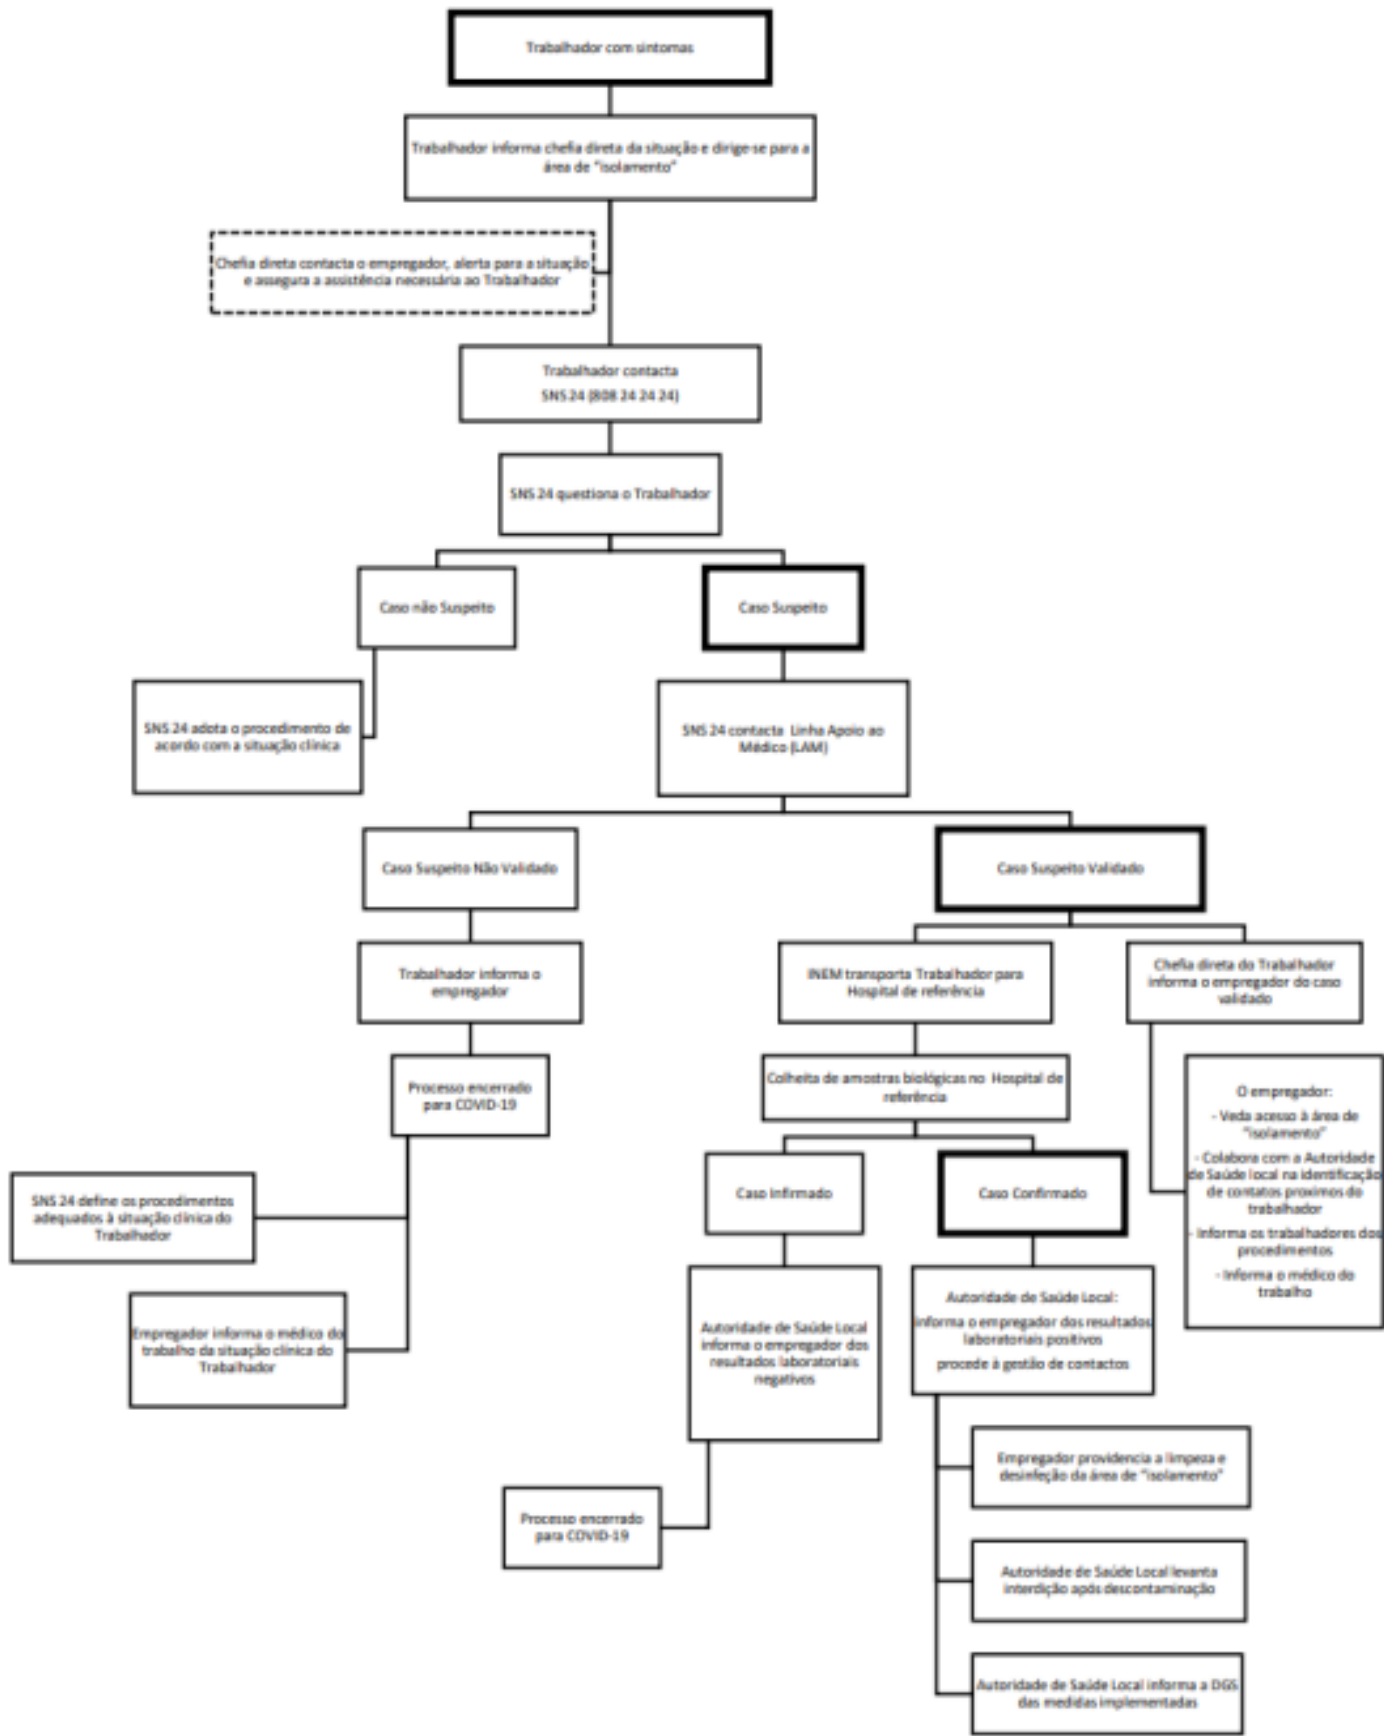 Trabalhador com sintomas
Trabalhador informa chefia direta da situação e dirige-se para a
área de "isolamento"
Chefia direta contacta o empregador, alerta para a situação
e assegura a assistência necessária ao Trabalhador
Trabalhador contacta
SNS 24 (808 24 24 24)
SNS 24 questiona o Trabalhador
Caso não Suspeito
Caso Suspeito
SNS 24 adota o procedimento de
acordo com a situação clínica
SNS 24 contacta Linha Apoio ao
Médico (LAM)
Caso Suspeito Não Validado
Caso Suspeito Validado
Trabalhador informa o
empregador
INEM transporta Trabalhador para
Hospital de referência
Chefia direta do Trabalhador
informa o empregador do caso
validado
Processo encerrado
para COVID-19
Colheita de amostras biológicas no Hospital de
referência
O empregador:
- Veda acesso à área de
"isolamento"
- Colabora com a Autoridade
de Saúde local na identificação
de contatos proximos do
trabalhador
- Informa os trabalhadores dos
procedimentos
- Informa o médico do
trabalho
SNS 24 define os procedimentos
adequados à situação clínica do
Trabalhador
Caso Infirmado
Caso Confirmado
Empregador informa o médico do
trabalho da situação clínica do
Trabalhador
Autoridade de Saúde Local
informa o empregador dos
resultados laboratoriais
negativos
Autoridade de Saúde Local:
informa o empregador dos resultados
laboratoriais positivos
procede à gestão de contactos
Processo encerrado
para COVID-19
Empregador providencia a limpeza e
desinfeção da área de "isolamento"
Autoridade de Saúde Local levanta
interdição após descontaminação
Autoridade de Saúde Local informa a DGS
das medidas implementadas